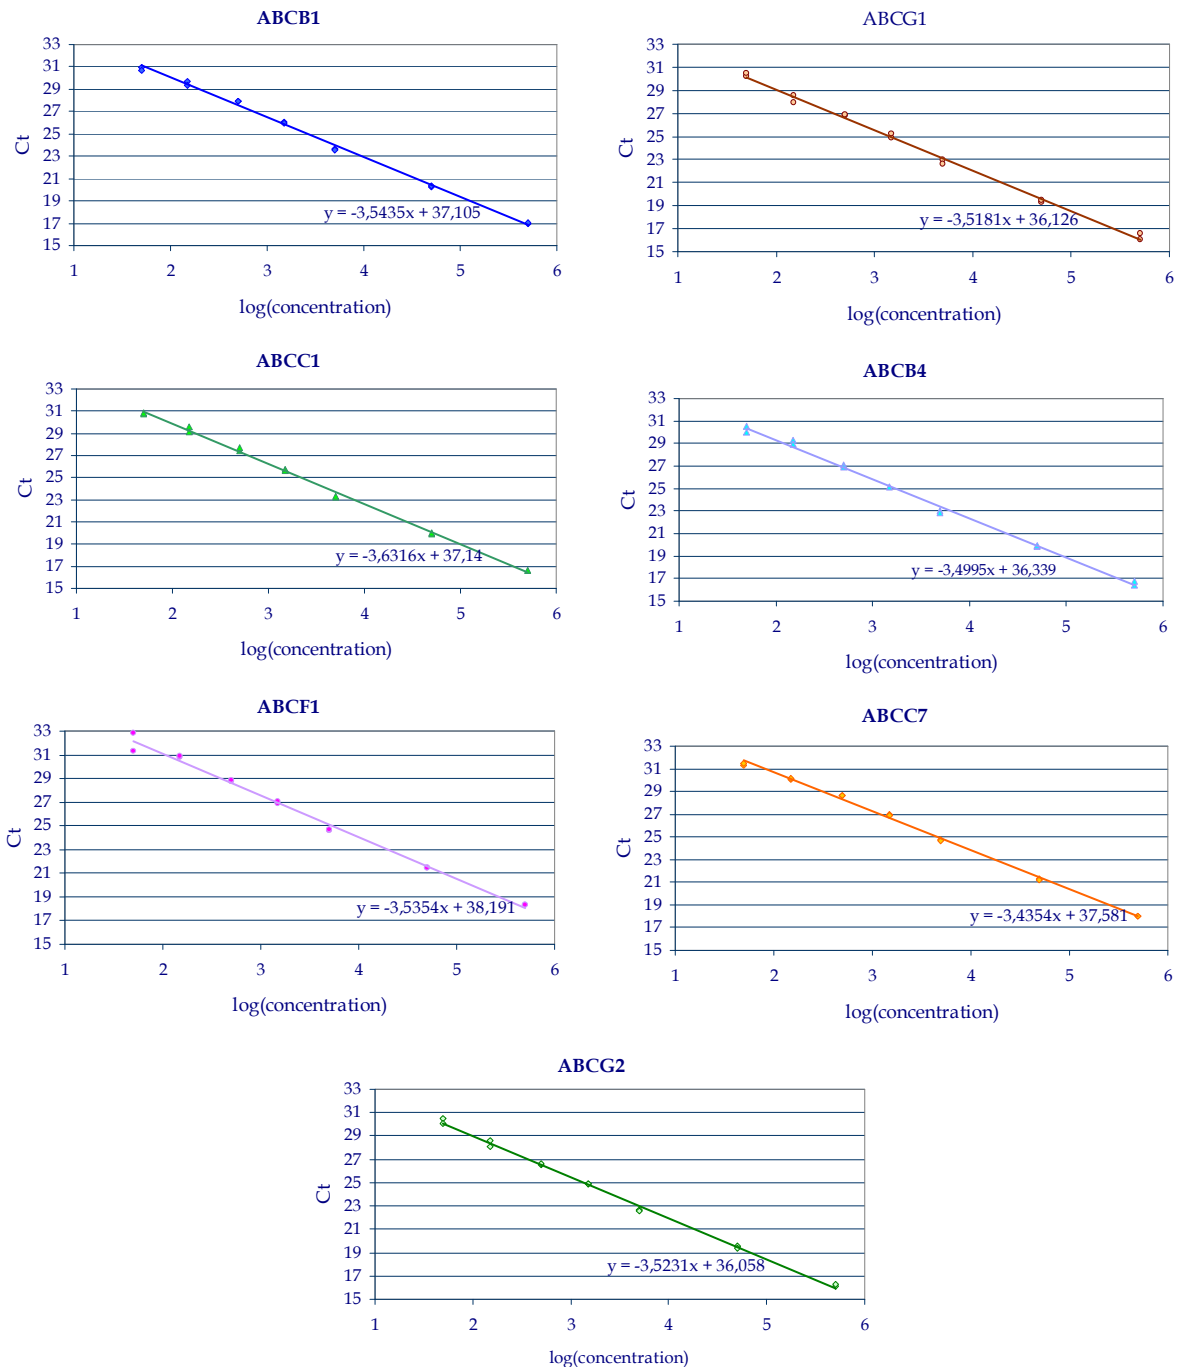 ABCB1
33
31
29
27
25
23
21
19
17
15
Ct
y = -3,5435x + 37,105
1 2 3 4 5 6
log(concentration)
ABCG1
33
31
29
27
25
23
21
19
17
15
Ct
y = -3,5181x + 36,126
1 2 3 4 5 6
log(concentration)
ABCC1
33
31
29
27
25
23
21
19
17
15
Ct
y = -3,6316x + 37,14
1 2 3 4 5 6
log(concentration)
ABCB4
33
31
29
27
25
23
21
19
17
15
Ct
y = -3,4995x + 36,339
1 2 3 4 5 6
log(concentration)
ABCF1
33
31
29
27
25
23
21
19
17
15
Ct
y = -3,5354x + 38,191
1 2 3 4 5 6
log(concentration)
ABCC7
33
31
29
27
25
23
21
19
17
15
Ct
y = -3,4354x + 37,581
1 2 3 4 5 6
log(concentration)
ABCG2
33
31
29
27
25
23
21
19
17
15
Ct
y = -3,5231x + 36,058
1 2 3 4 5 6
log(concentration)